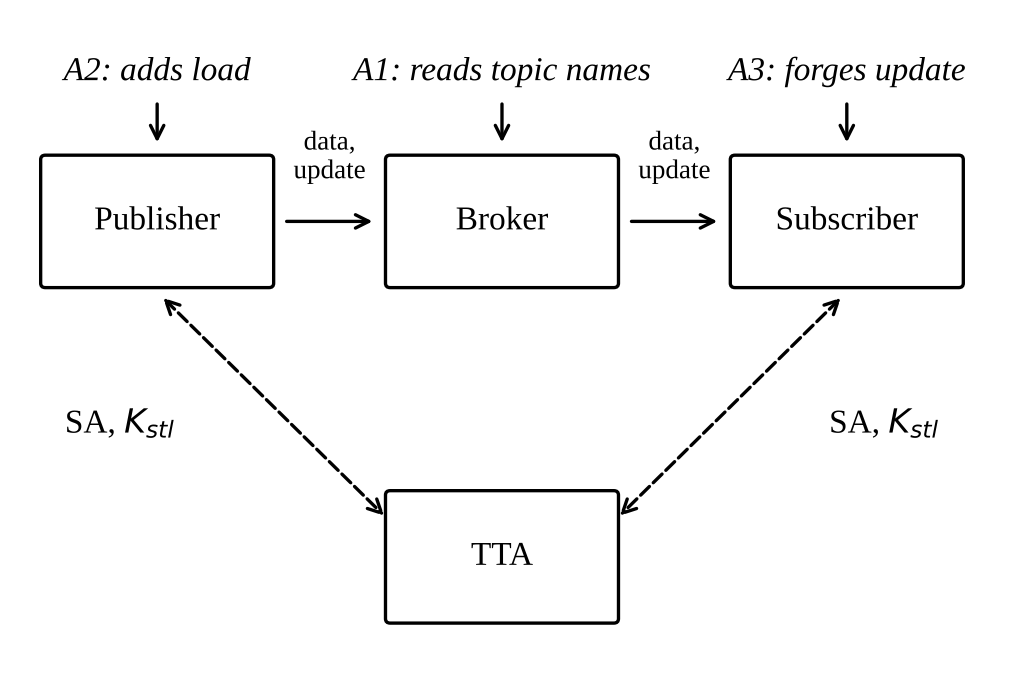 A2: adds load
A1: reads topic names
A3: forges update
data,
update
data,
update
Publisher
Broker
Subscriber
SA, K_stl
SA, K_stl
TTA